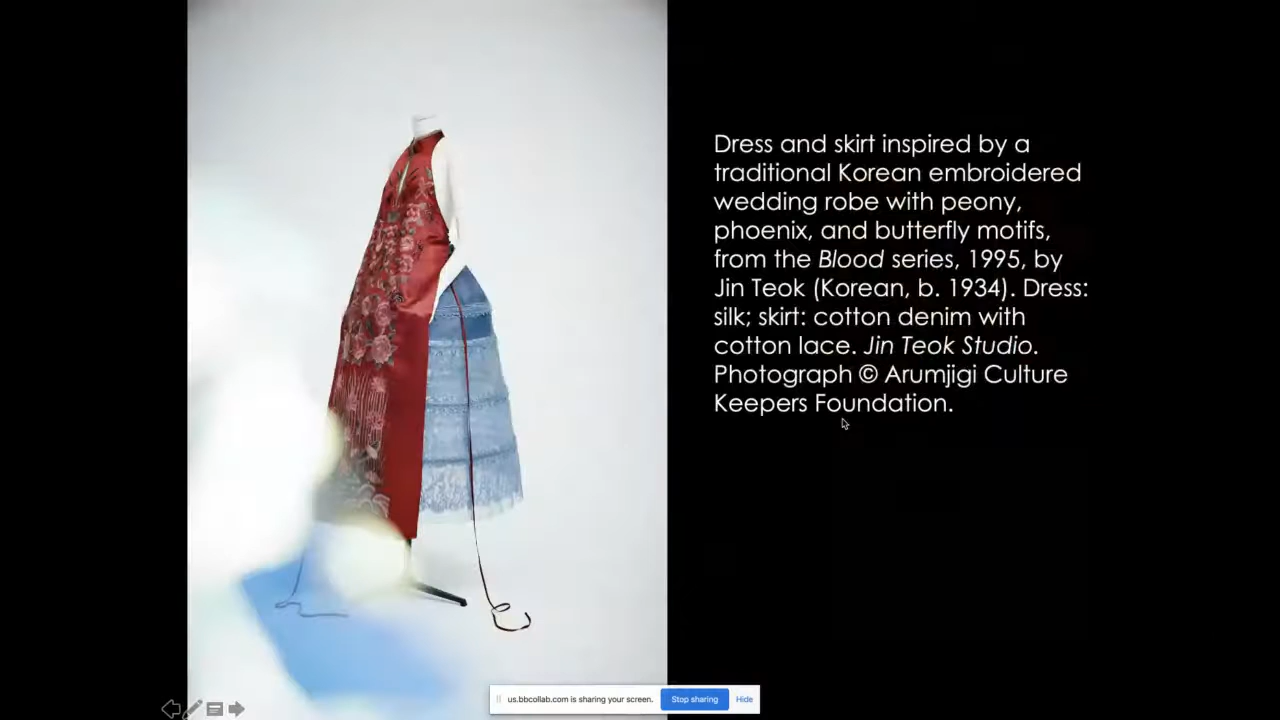 Dress and skirt inspired by a
traditional Korean embroidered
wedding robe with peony,
phoenix, and butterfly motifs,
from the Blood series, 1995, by
Jin Teok (Korean, b. 1934). Dress:
silk; skirt: cotton denim with
cotton lace. Jin Teok Studio.
Photograph © Arumjigi Culture
Keepers Foundation.
us.bbcollab.com is sharing your screen. Stop sharing Hide